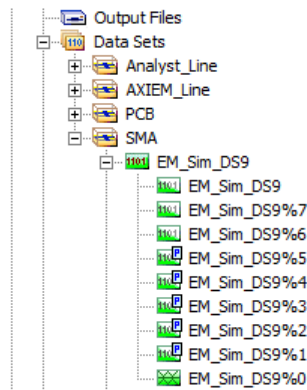 Output Files
Data Sets
Analyst_Line
AXIEM_Line
PCB
SMA
EM_Sim_DS9
EM_Sim_DS9
EM_Sim_DS9%7
EM_Sim_DS9%6
EM_Sim_DS9%5
EM_Sim_DS9%4
EM_Sim_DS9%3
EM_Sim_DS9%2
EM_Sim_DS9%1
EM_Sim_DS9%0